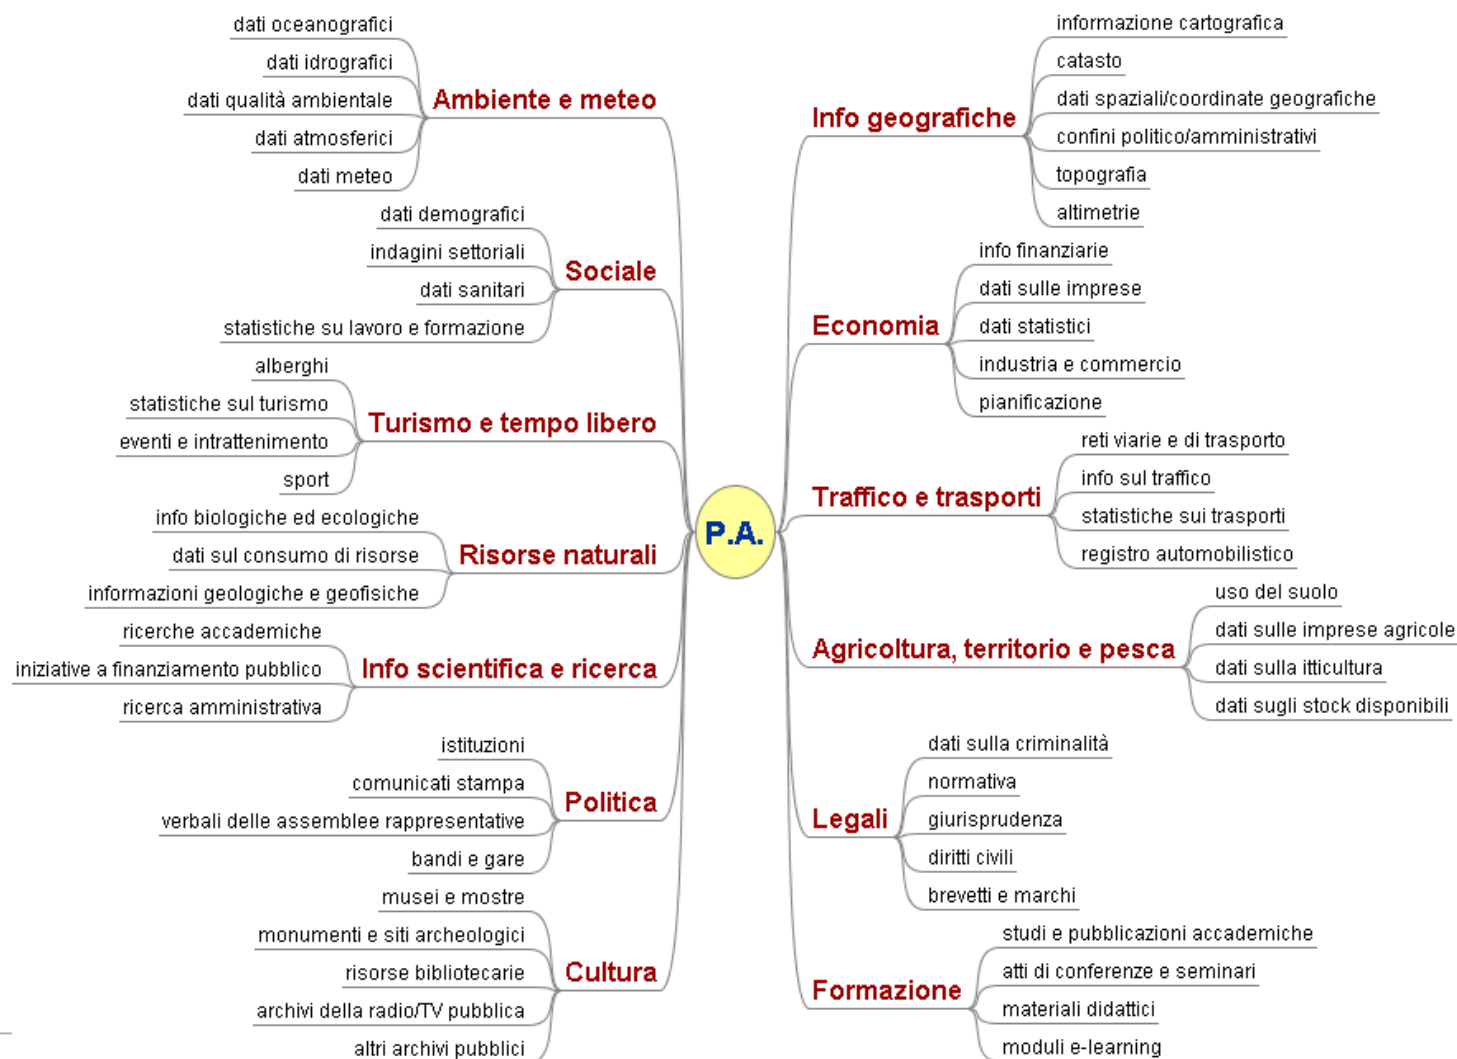 dati oceanografici
dati idrografici
dati qualità ambientale
dati atmosferici
dati meteo
Ambiente e meteo
dati demografici
indagini settoriali
dati sanitari
statistiche su lavoro e formazione
Sociale
alberghi
statistiche sul turismo
eventi e intrattenimento
sport
Turismo e tempo libero
info biologiche ed ecologiche
dati sul consumo di risorse
informazioni geologiche e geofisiche
Risorse naturali
ricerche accademiche
iniziative a finanziamento pubblico
ricerca amministrativa
Info scientifica e ricerca
istituzioni
comunicati stampa
verbali delle assemblee rappresentative
bandi e gare
Politica
musei e mostre
monumenti e siti archeologici
risorse bibliotecarie
archivi della radio/TV pubblica
altri archivi pubblici
Cultura
P.A.
Info geografiche
informazione cartografica
catasto
dati spaziali/coordinate geografiche
confini politico/amministrativi
topografia
altimetrie
Economia
info finanziarie
dati sulle imprese
dati statistici
industria e commercio
pianificazione
Traffico e trasporti
reti viarie e di trasporto
info sul traffico
statistiche sui trasporti
registro automobilistico
Agricoltura, territorio e pesca
uso del suolo
dati sulle imprese agricole
dati sulla itticultura
dati sugli stock disponibili
Legali
dati sulla criminalità
normativa
giurisprudenza
diritti civili
brevetti e marchi
Formazione
studi e pubblicazioni accademiche
atti di conferenze e seminari
materiali didattici
moduli e-learning